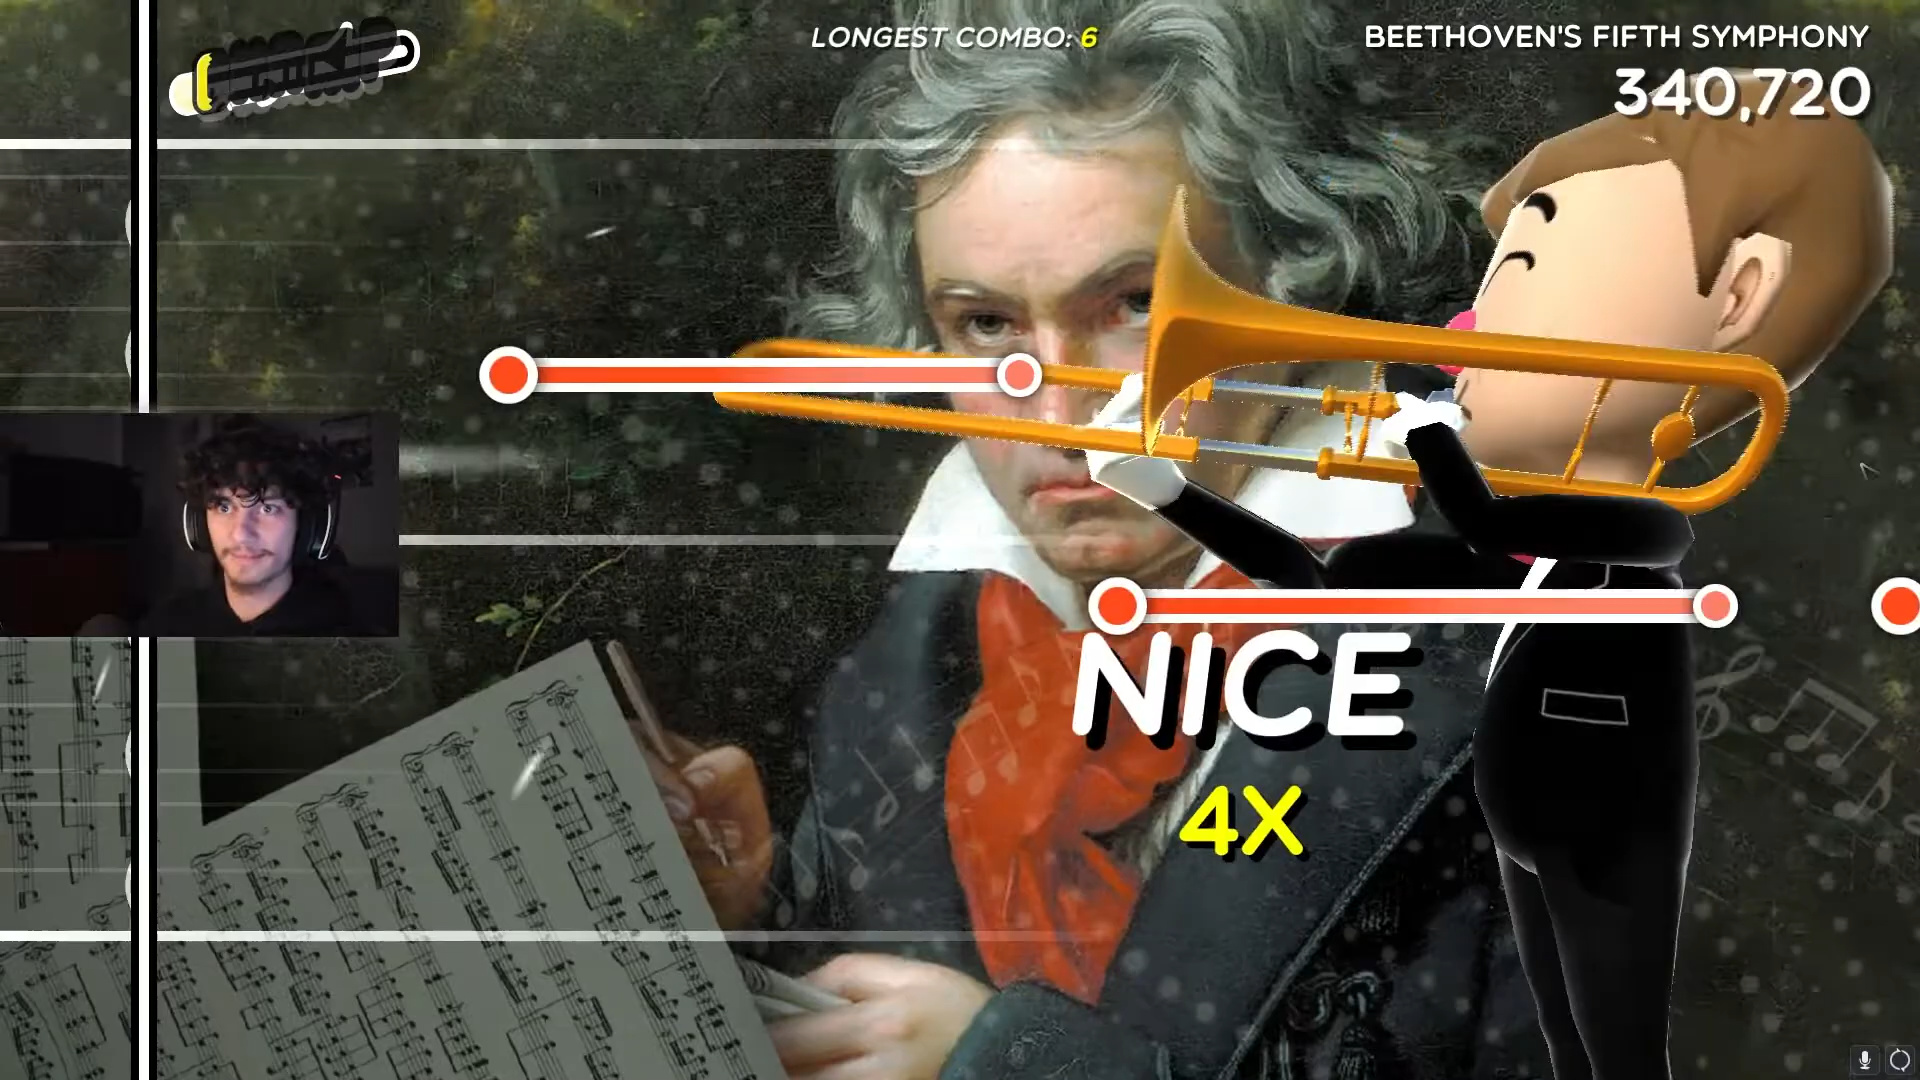 LONGEST COMBO: 6
BEETHOVEN'S FIFTH SYMPHONY
340,720
NICE
4X